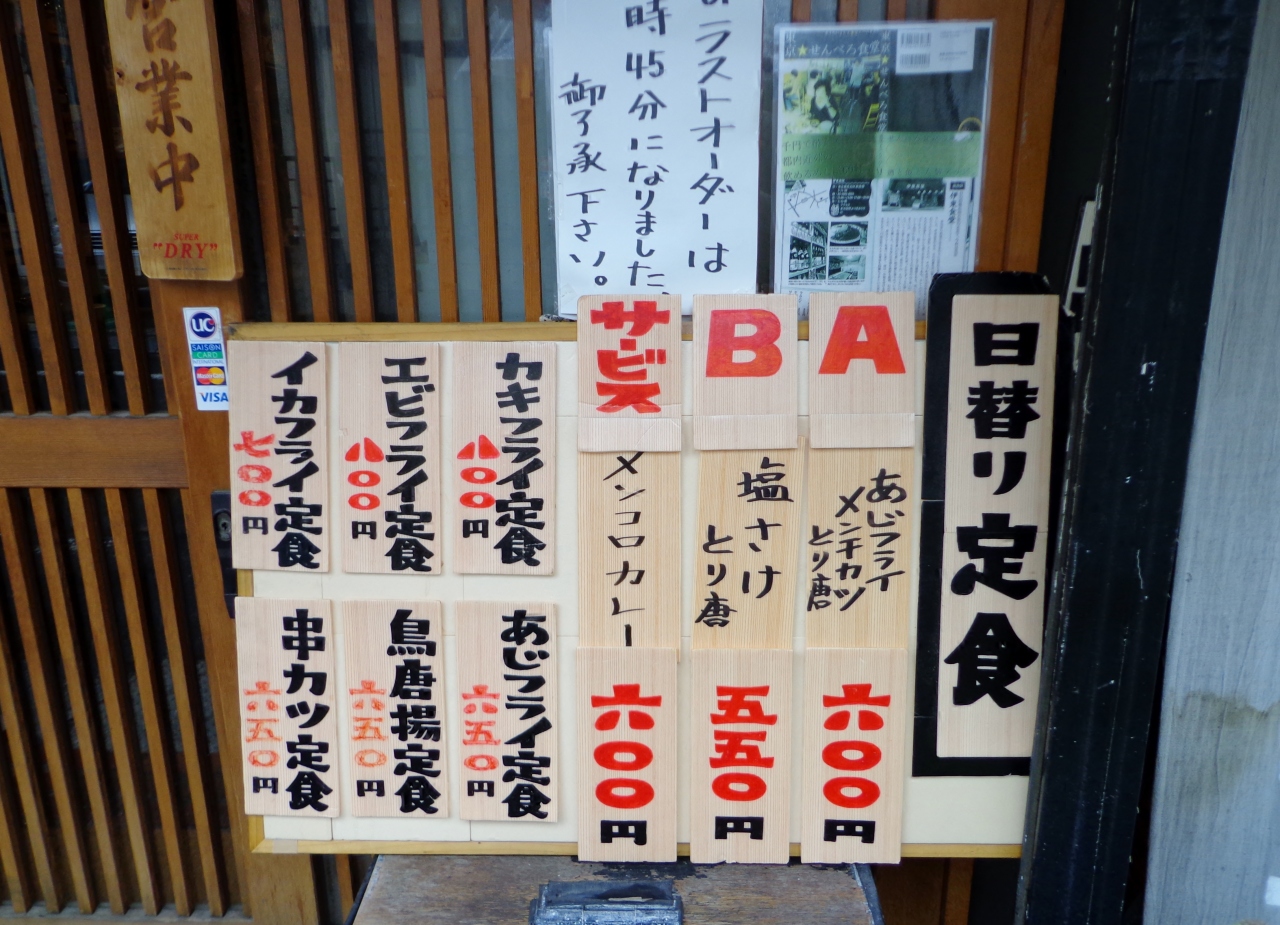 営業中
SUPER
"DRY"
UC
SAISON
CARD
MasterCard
VISA
ラストオーダーは
時45分になりました、
御了承下さい。
東京★せんべろ食堂
日替り定食
A
あじフライ
メンチカツ
とり唐
六〇〇円
B
塩さけ
とり唐
五五〇円
サービス
メンコロカレー
六〇〇円
カキフライ定食
八〇〇円
エビフライ定食
八〇〇円
イカフライ定食
七〇〇円
あじフライ定食
六五〇円
鳥唐揚定食
六五〇円
串カツ定食
六五〇円